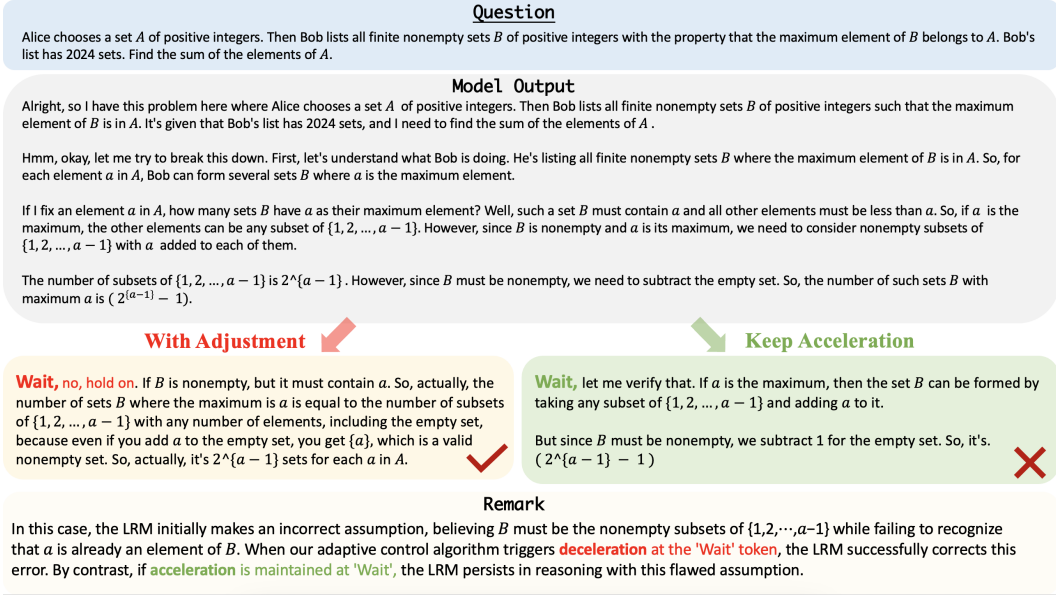 Question
Alice chooses a set A of positive integers. Then Bob lists all finite nonempty sets B of positive integers with the property that the maximum element of B belongs to A. Bob's
list has 2024 sets. Find the sum of the elements of A.
Model Output
Alright, so I have this problem here where Alice chooses a set A of positive integers. Then Bob lists all finite nonempty sets B of positive integers such that the maximum
element of B is in A. It's given that Bob's list has 2024 sets, and I need to find the sum of the elements of A .
Hmm, okay, let me try to break this down. First, let's understand what Bob is doing. He's listing all finite nonempty sets B where the maximum element of B is in A. So, for
each element a in A, Bob can form several sets B where a is the maximum element.
If I fix an element a in A, how many sets B have a as their maximum element? Well, such a set B must contain a and all other elements must be less than a. So, if a is the
maximum, the other elements can be any subset of {1, 2, ..., a − 1}. However, since B is nonempty and a is its maximum, we need to consider nonempty subsets of
{1, 2, ..., a − 1} with a added to each of them.
The number of subsets of {1, 2, ..., a − 1} is 2^{a − 1} . However, since B must be nonempty, we need to subtract the empty set. So, the number of such sets B with
maximum a is ( 2^{{a−1}} − 1).
With Adjustment
Keep Acceleration
Wait, no, hold on. If B is nonempty, but it must contain a. So, actually, the
number of sets B where the maximum is a is equal to the number of subsets
of {1, 2, ..., a − 1} with any number of elements, including the empty set,
because even if you add a to the empty set, you get {a}, which is a valid
nonempty set. So, actually, it's 2^{a − 1} sets for each a in A.
Wait, let me verify that. If a is the maximum, then the set B can be formed by
taking any subset of {1, 2, ..., a − 1} and adding a to it.
But since B must be nonempty, we subtract 1 for the empty set. So, it's.
( 2^{a − 1} − 1 )
Remark
In this case, the LRM initially makes an incorrect assumption, believing B must be the nonempty subsets of {1,2,⋯,a−1} while failing to recognize
that a is already an element of B. When our adaptive control algorithm triggers deceleration at the 'Wait' token, the LRM successfully corrects this
error. By contrast, if acceleration is maintained at 'Wait', the LRM persists in reasoning with this flawed assumption.